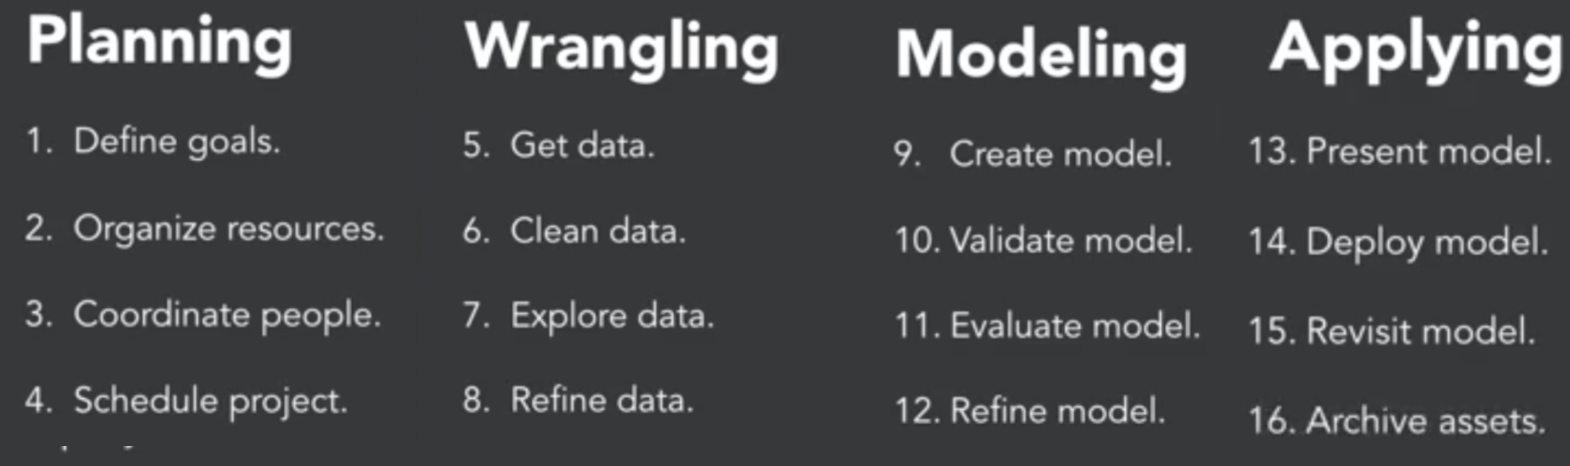 Planning
1. Define goals.
2. Organize resources.
3. Coordinate people.
4. Schedule project.
Wrangling
5. Get data.
6. Clean data.
7. Explore data.
8. Refine data.
Modeling
9. Create model.
10. Validate model.
11. Evaluate model.
12. Refine model.
Applying
13. Present model.
14. Deploy model.
15. Revisit model.
16. Archive assets.